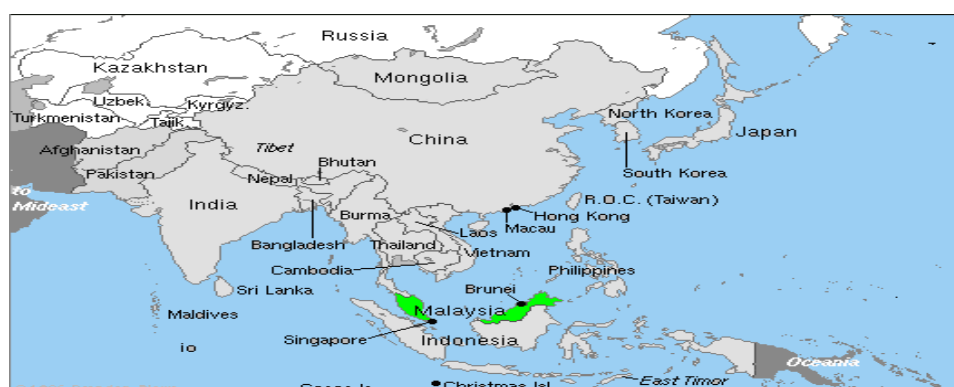 Russia
Kazakhstan
Mongolia
Uzbek.
Kyrgyz.
Turkmenistan
Tajik.
North Korea
China
Japan
Afghanistan
Tibet
Bhutan
South Korea
Pakistan
Nepal
to
Mideast
India
R.O.C. (Taiwan)
Burma
Hong Kong
Macau
Laos
Bangladesh
Thailand
Vietnam
Cambodia
Philippines
Sri Lanka
Brunei
Maldives
Malaysia
Singapore
Indonesia
io
Oceania
East Timor
Christmas Isl